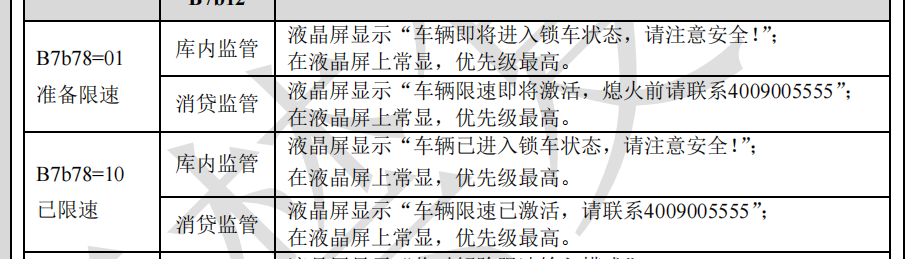 B7b12
B7b78=01
准备限速
库内监管
液晶屏显示“车辆即将进入锁车状态，请注意安全！”；
在液晶屏上常显，优先级最高。
消贷监管
液晶屏显示“车辆限速即将激活，熄火前请联系4009005555”；
在液晶屏上常显，优先级最高。
B7b78=10
已限速
库内监管
液晶屏显示“车辆已进入锁车状态，请注意安全！”；
在液晶屏上常显，优先级最高。
消贷监管
液晶屏显示“车辆限速已激活，请联系4009005555”；
在液晶屏上常显，优先级最高。